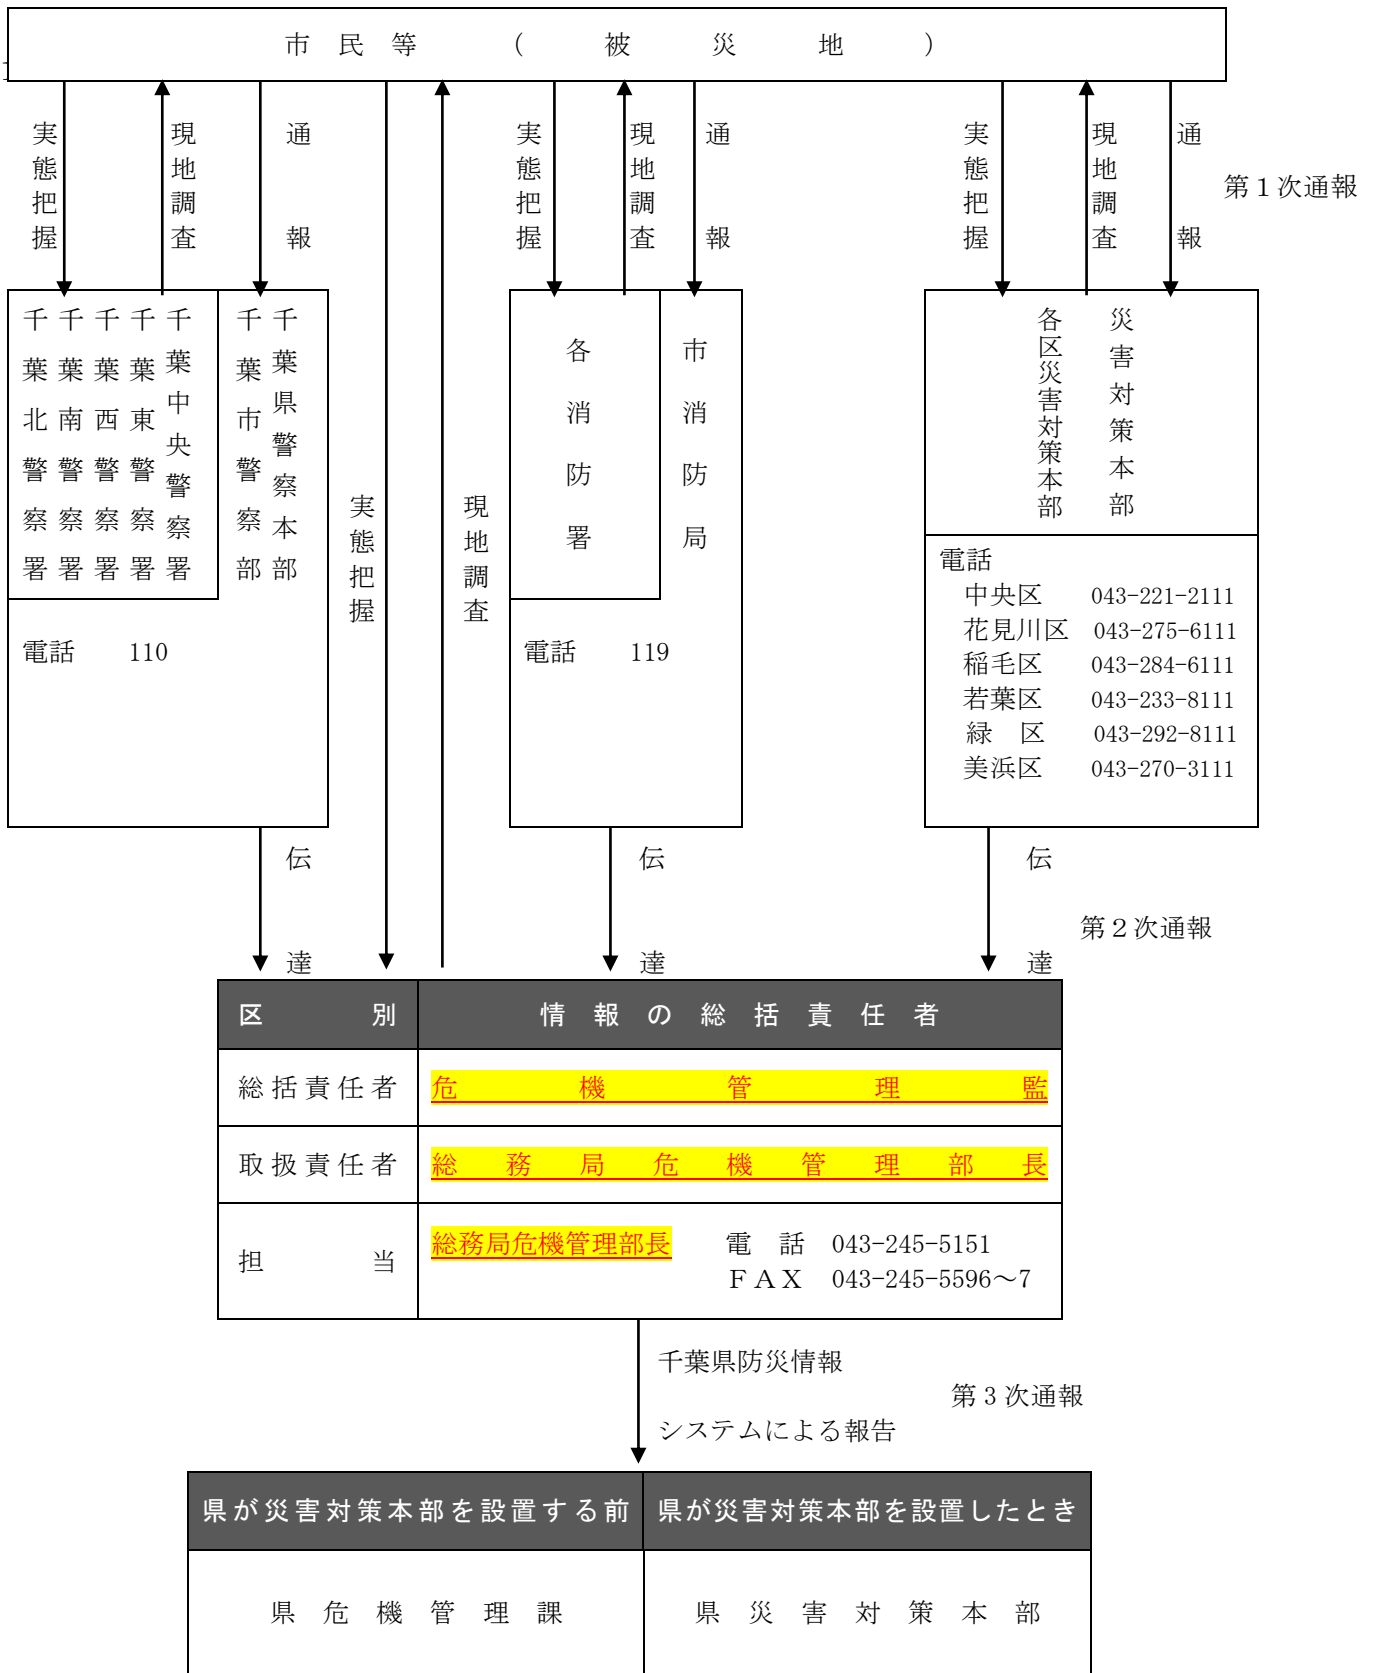 市民等（被災地）
実態把握
現地調査
通報
実態把握
現地調査
通報
実態把握
現地調査
通報
第１次通報
千葉北警察署
千葉南警察署
千葉西警察署
千葉東警察署
千葉中央警察署
千葉市警察部
千葉県警察本部
電話 110
実態把握
現地調査
各消防署
市消防局
電話 119
各区災害対策本部
災害対策本部
電話
中央区 043-221-2111
花見川区 043-275-6111
稲毛区 043-284-6111
若葉区 043-233-8111
緑 区 043-292-8111
美浜区 043-270-3111
伝達
伝達
伝達
第２次通報
区別 情報の総括責任者
総括責任者 危機管理監
取扱責任者 総務局危機管理部長
担当 総務局危機管理部長 電 話 043-245-5151
ＦＡＸ 043-245-5596～7
千葉県防災情報
第３次通報
システムによる報告
県が災害対策本部を設置する前 県が災害対策本部を設置したとき
県危機管理課 県災害対策本部